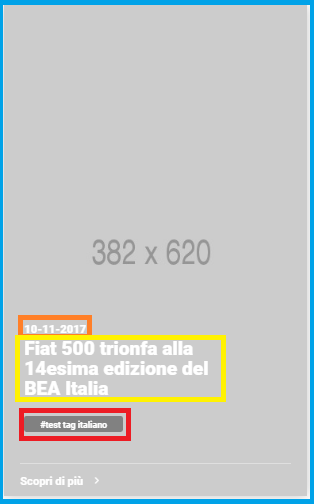 382 x 620
10-11-2017
Fiat 500 trionfa alla
14esima edizione del
BEA Italia
#test tag italiano
Scopri di più